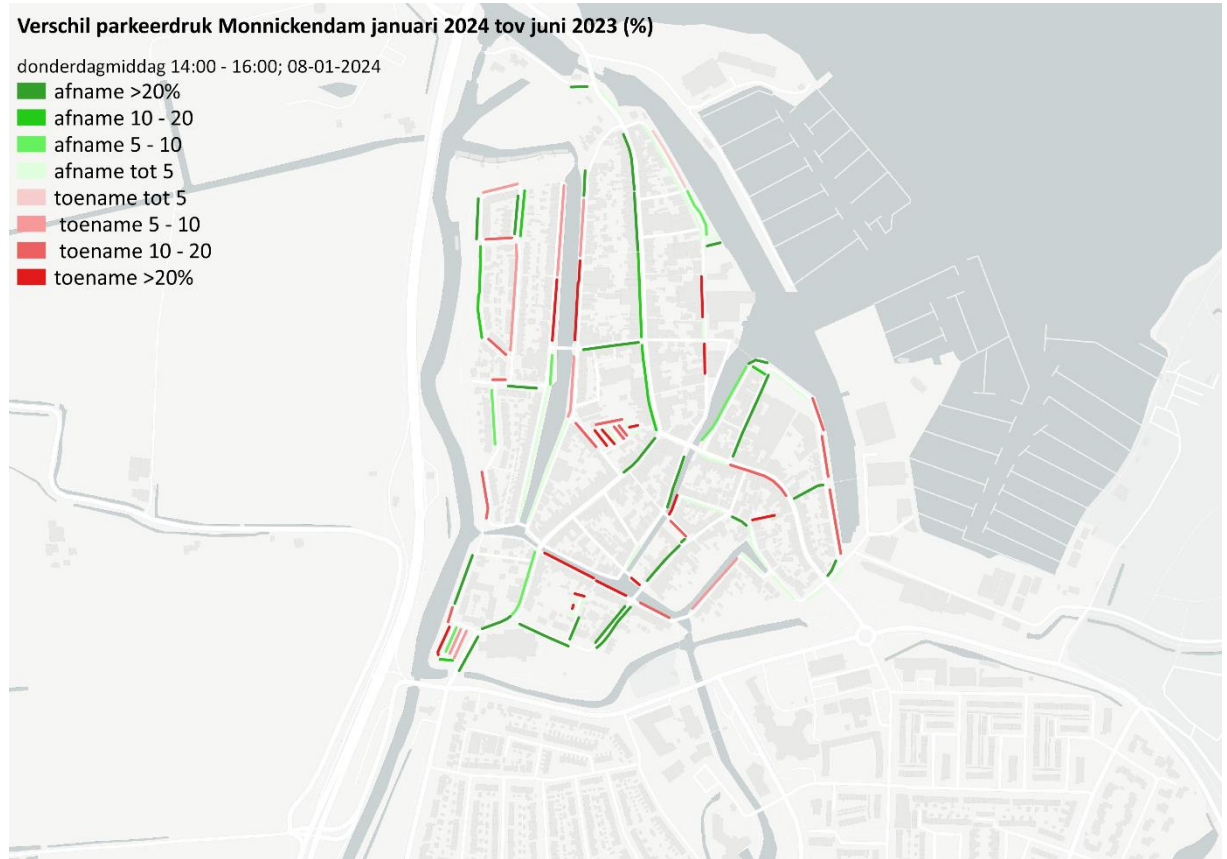 Verschil parkeerdruk Monnickendam januari 2024 tov juni 2023 (%)
donderdagmiddag 14:00 - 16:00; 08-01-2024
afname >20%
afname 10 - 20
afname 5 - 10
afname tot 5
toename tot 5
toename 5 - 10
toename 10 - 20
toename >20%